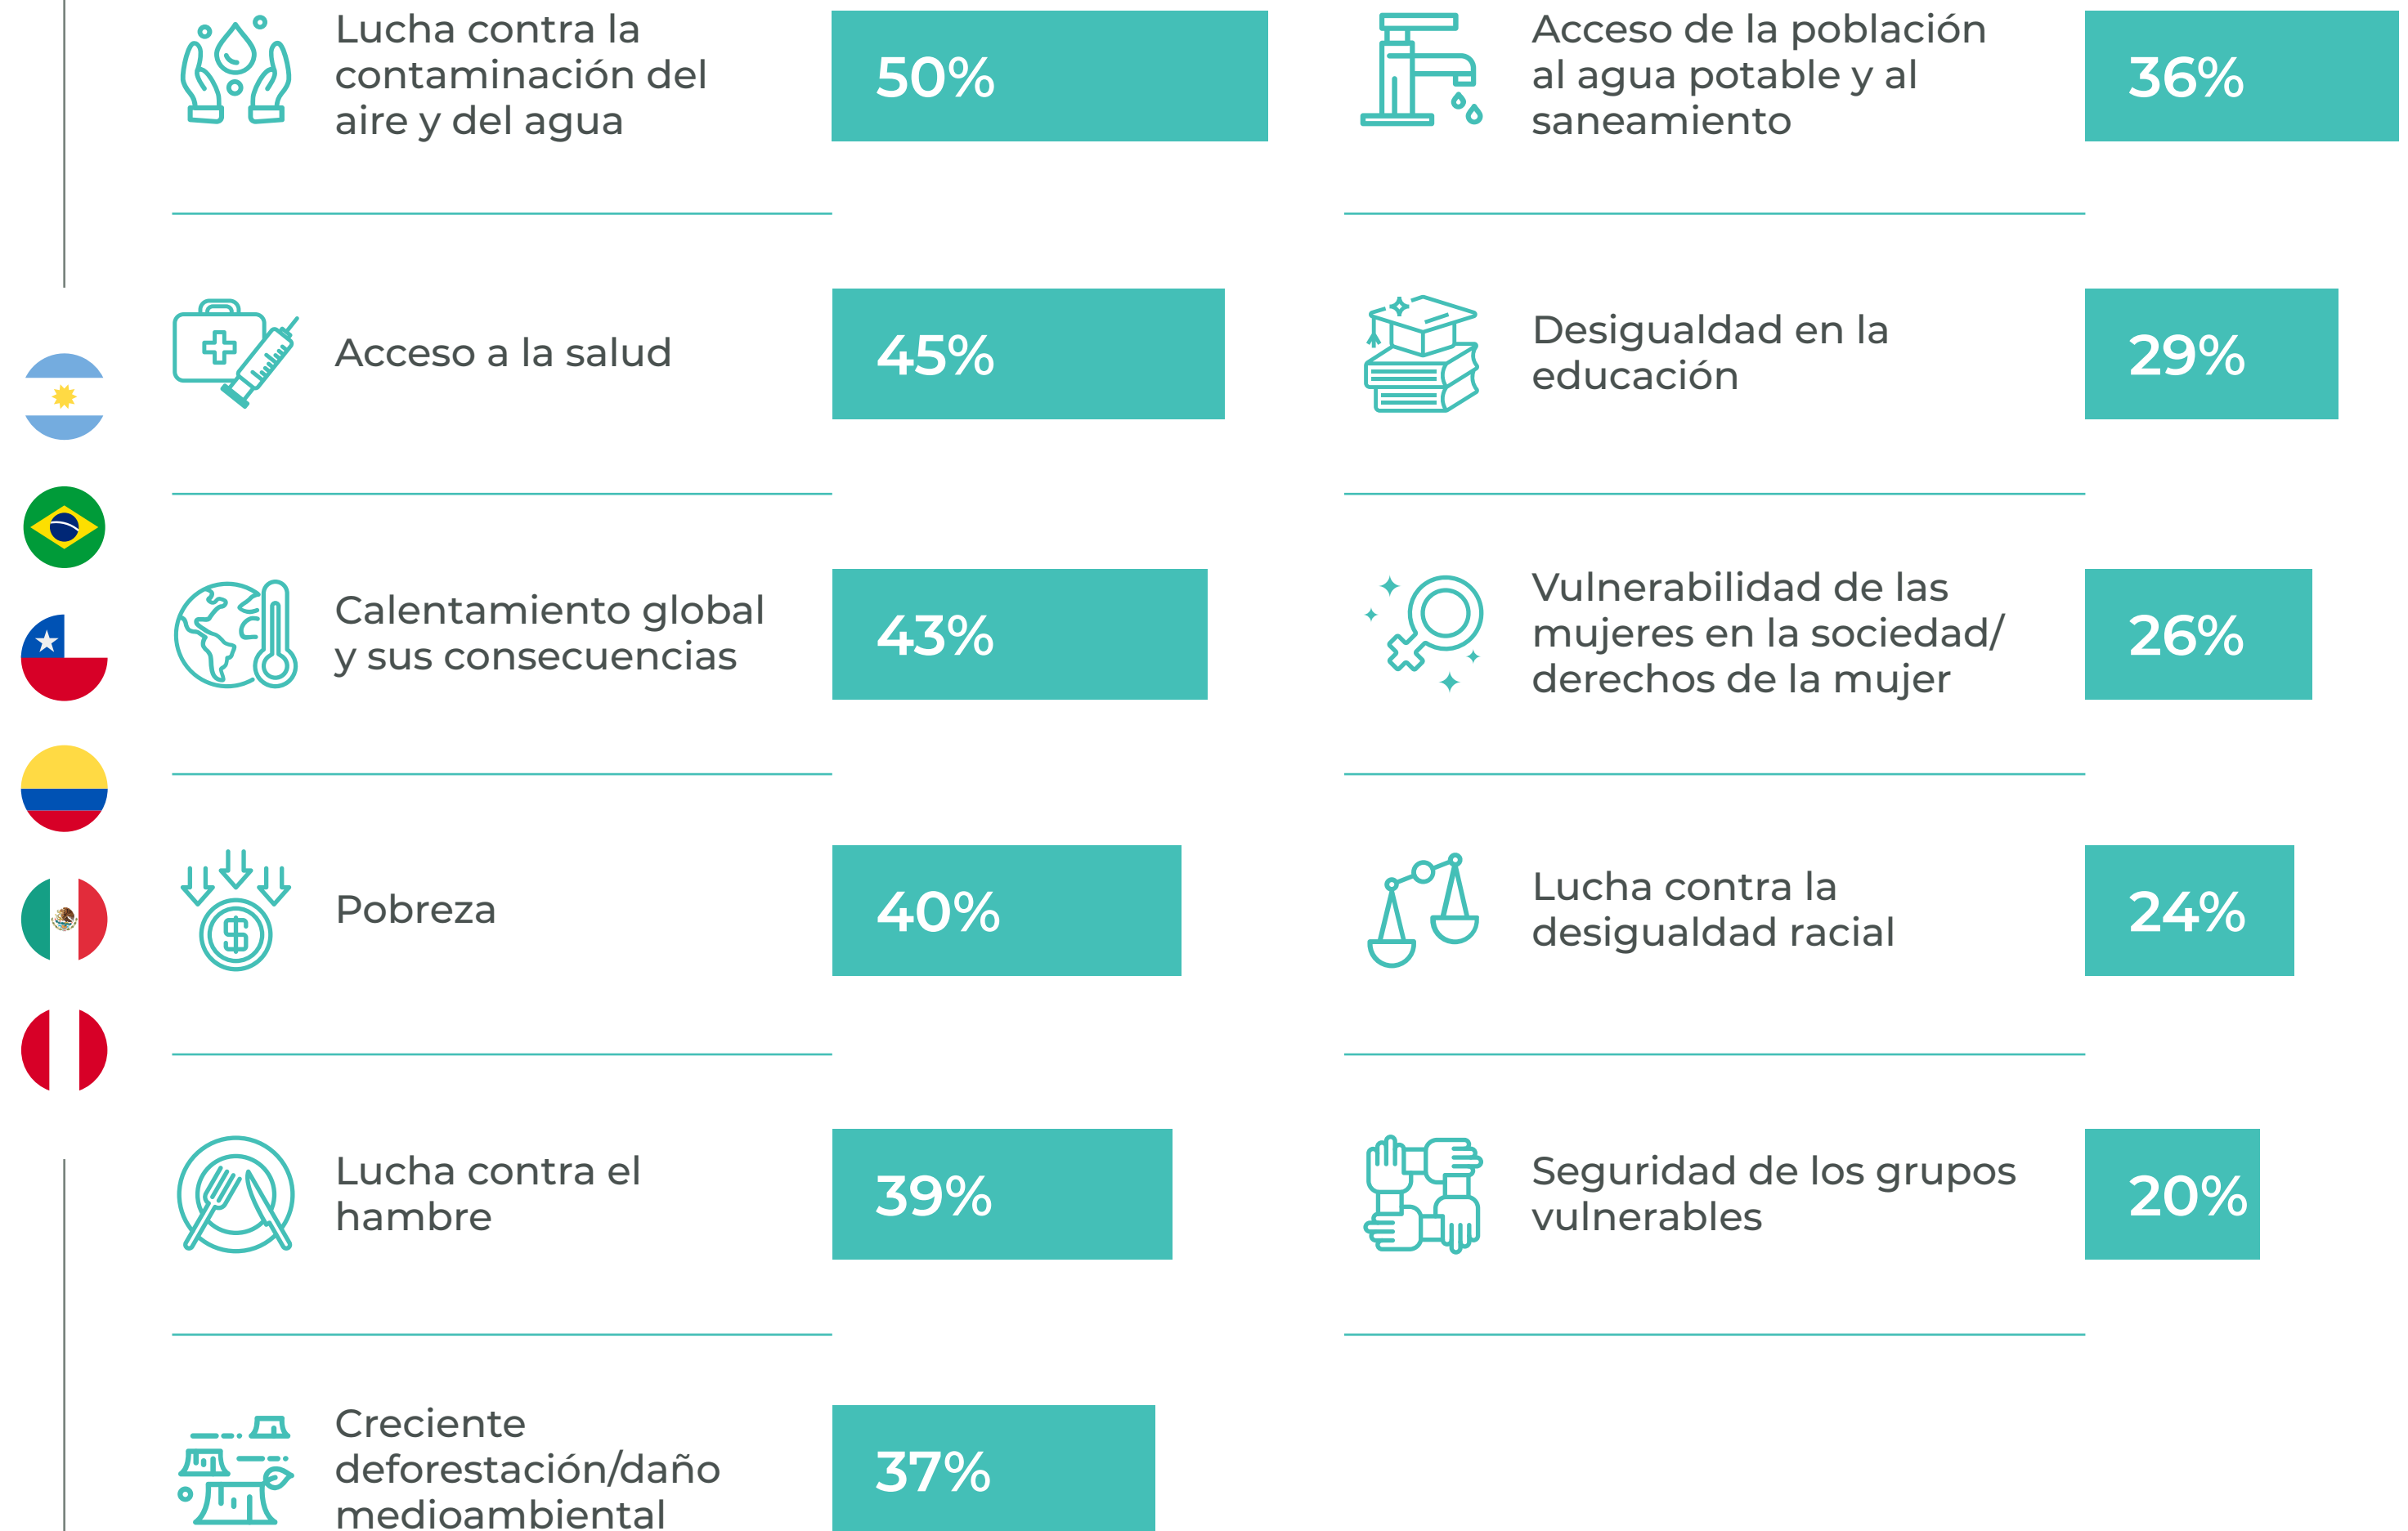 Lucha contra la
contaminación del
aire y del agua
50%
Acceso a la salud
45%
Calentamiento global
y sus consecuencias
43%
Pobreza
40%
Lucha contra el
hambre
39%
Creciente
deforestación/daño
medioambiental
37%
Acceso de la población
al agua potable y al
saneamiento
36%
Desigualdad en la
educación
29%
Vulnerabilidad de las
mujeres en la sociedad/
derechos de la mujer
26%
Lucha contra la
desigualdad racial
24%
Seguridad de los grupos
vulnerables
20%